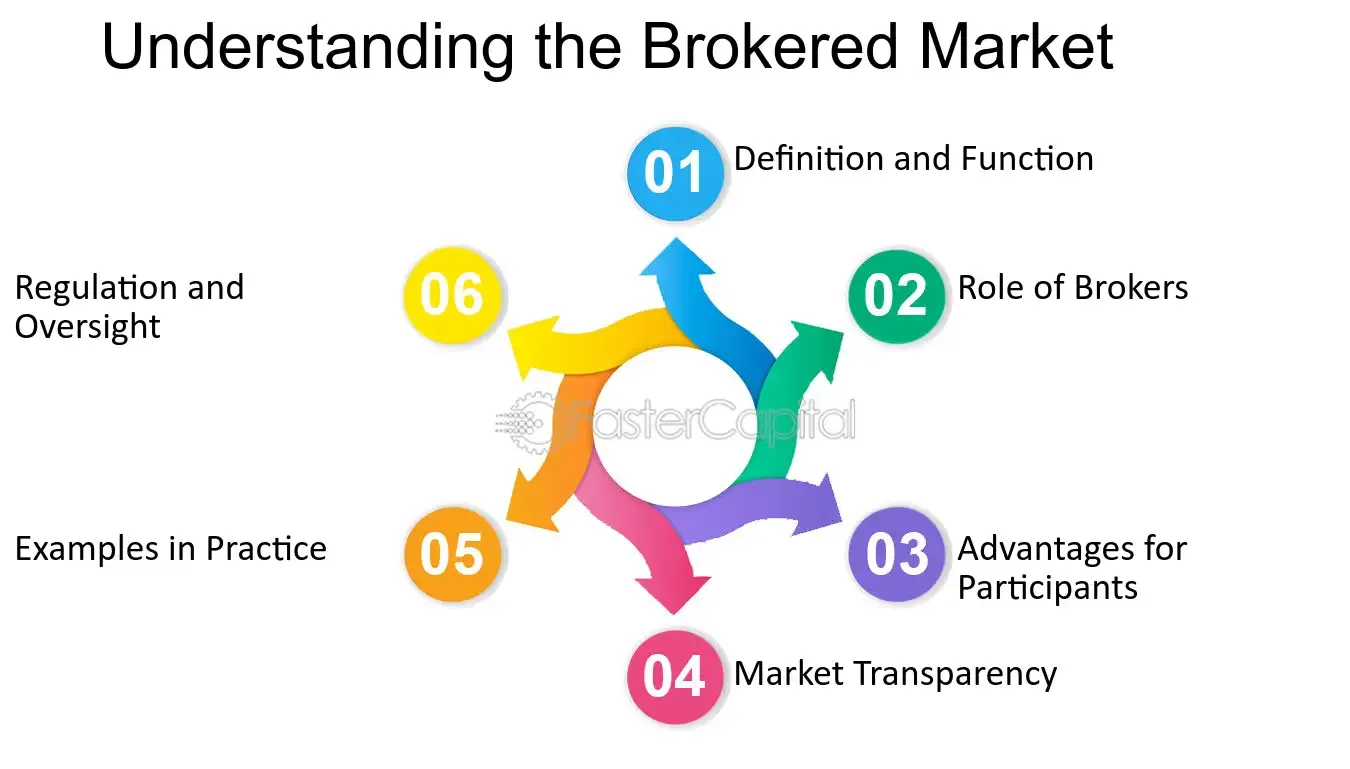 Understanding the Brokered Market
01
Definition and Function
02
Role of Brokers
03
Advantages for
Participants
04
Market Transparency
05
Examples in Practice
06
Regulation and
Oversight
FasterCapital